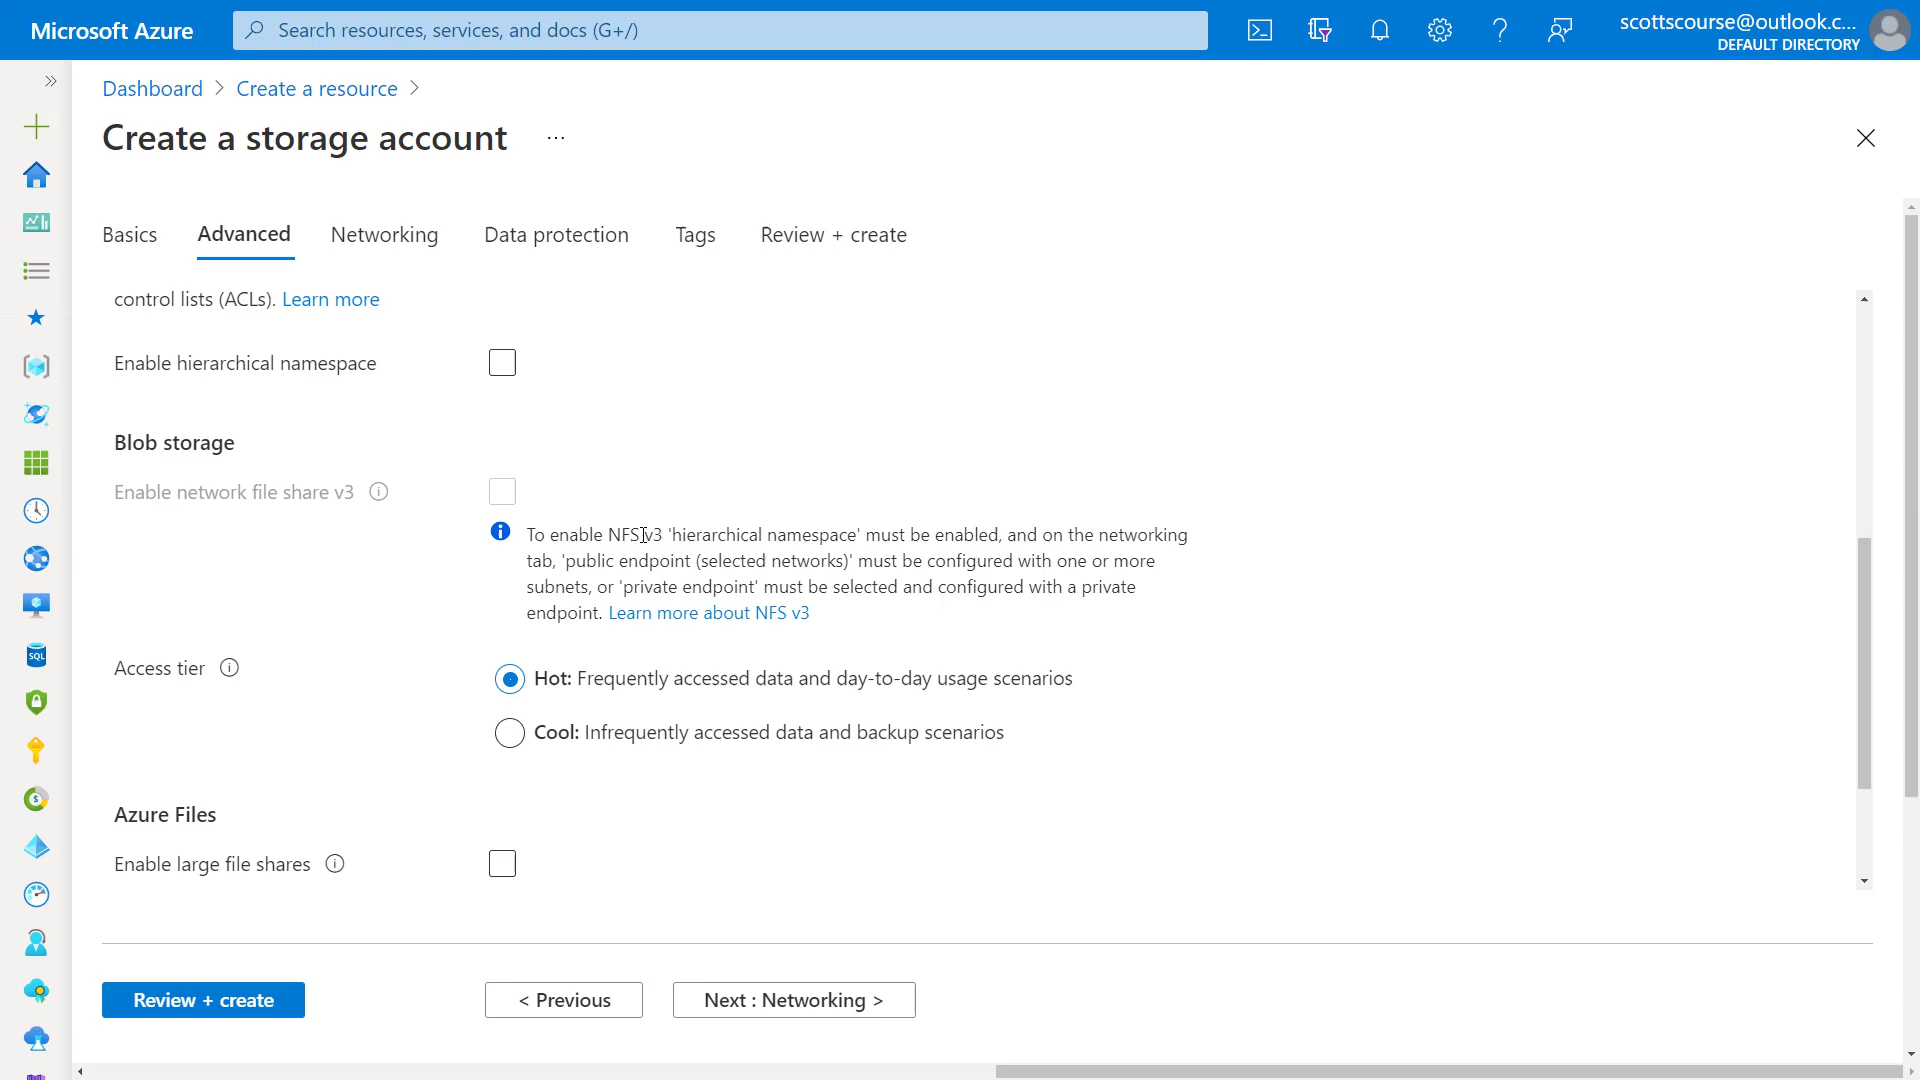 Microsoft Azure
Search resources, services, and docs (G+/)
scottscourse@outlook.c...
DEFAULT DIRECTORY
Dashboard > Create a resource >
Create a storage account ...
Basics
Advanced
Networking
Data protection
Tags
Review + create
control lists (ACLs). Learn more
Enable hierarchical namespace
Blob storage
Enable network file share v3
To enable NFS v3 'hierarchical namespace' must be enabled, and on the networking
tab, 'public endpoint (selected networks)' must be configured with one or more
subnets, or 'private endpoint' must be selected and configured with a private
endpoint. Learn more about NFS v3
Access tier
Hot: Frequently accessed data and day-to-day usage scenarios
Cool: Infrequently accessed data and backup scenarios
Azure Files
Enable large file shares
Review + create
< Previous
Next : Networking >
SQL